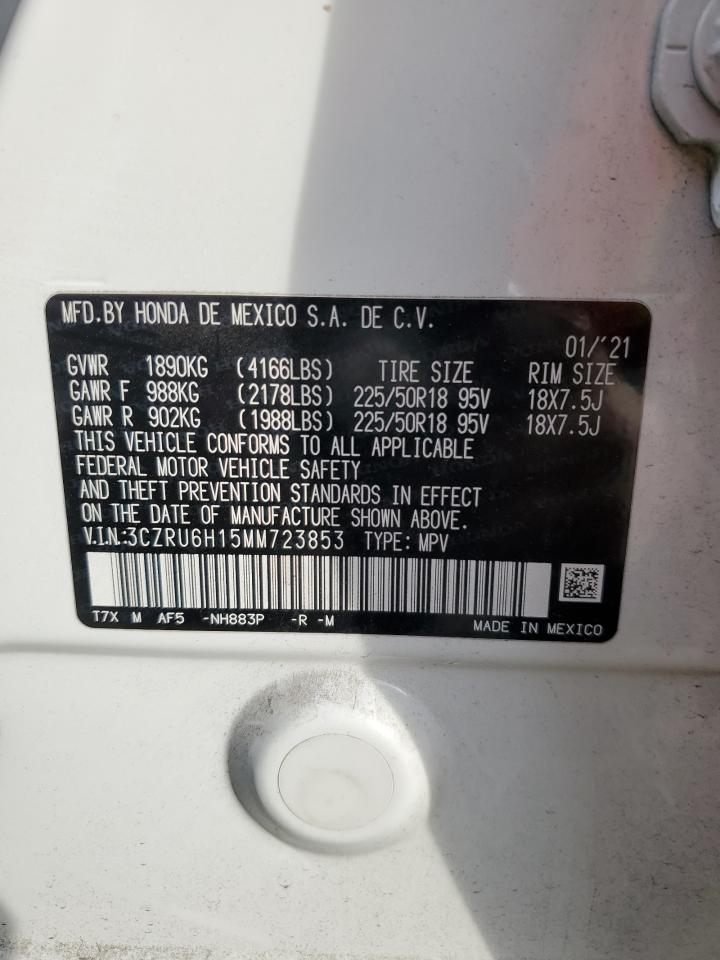 MFD.BY HONDA DE MEXICO S.A. DE C.V.
01/'21
GVWR 1890KG (4166LBS) TIRE SIZE RIM SIZE
GAWR F 988KG (2178LBS) 225/50R18 95V 18X7.5J
GAWR R 902KG (1988LBS) 225/50R18 95V 18X7.5J
THIS VEHICLE CONFORMS TO ALL APPLICABLE
FEDERAL MOTOR VEHICLE SAFETY
AND THEFT PREVENTION STANDARDS IN EFFECT
ON THE DATE OF MANUFACTURE SHOWN ABOVE.
V.I.N.:3CZRU6H15MM723853 TYPE: MPV
T7X M AF5 -NH883P -R -M MADE IN MEXICO